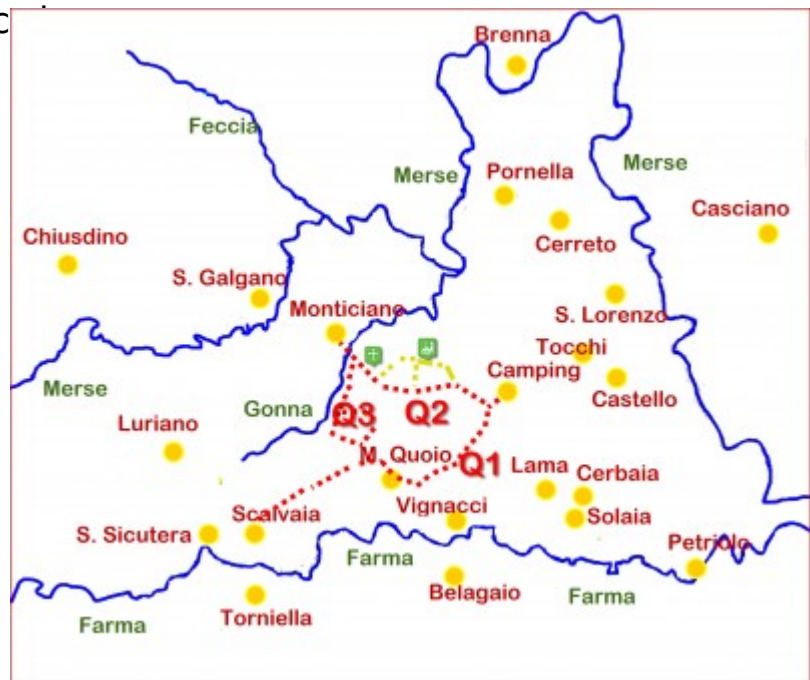 Brenna
Feccia
Merse
Pornella
Merse
Casciano
Chiusdino
Cerreto
S. Galgano
Monticiano
S. Lorenzo
Tocchi
Camping
Merse
Castello
Gonna
Luriano
Q3
Q2
M. Quoio
Q1
Lama
Cerbaia
Vignacci
Scalvaia
Solaia
S. Sicutera
Petriolo
Farma
Belagaio
Farma
Torniella
Farma